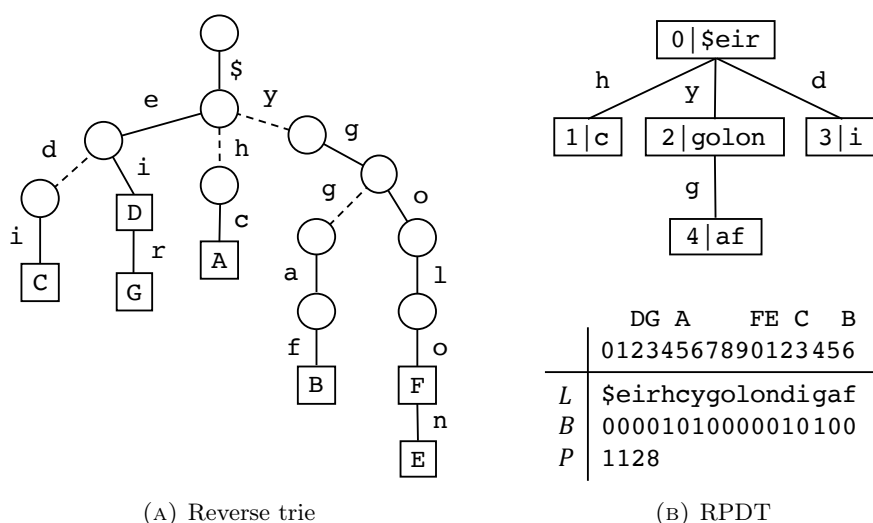 $
e
y
g
d
i
h
g
o
D
i
r
c
C
G
A
a
l
f
o
B
F
n
E
(A) Reverse trie
0|$eir
h
y
d
1|c
2|golon
3|i
g
4|af
DG A FE C B
01234567890123456
L $eirhcygolondigaf
B 00001010000010100
P 1128
(B) RPDT